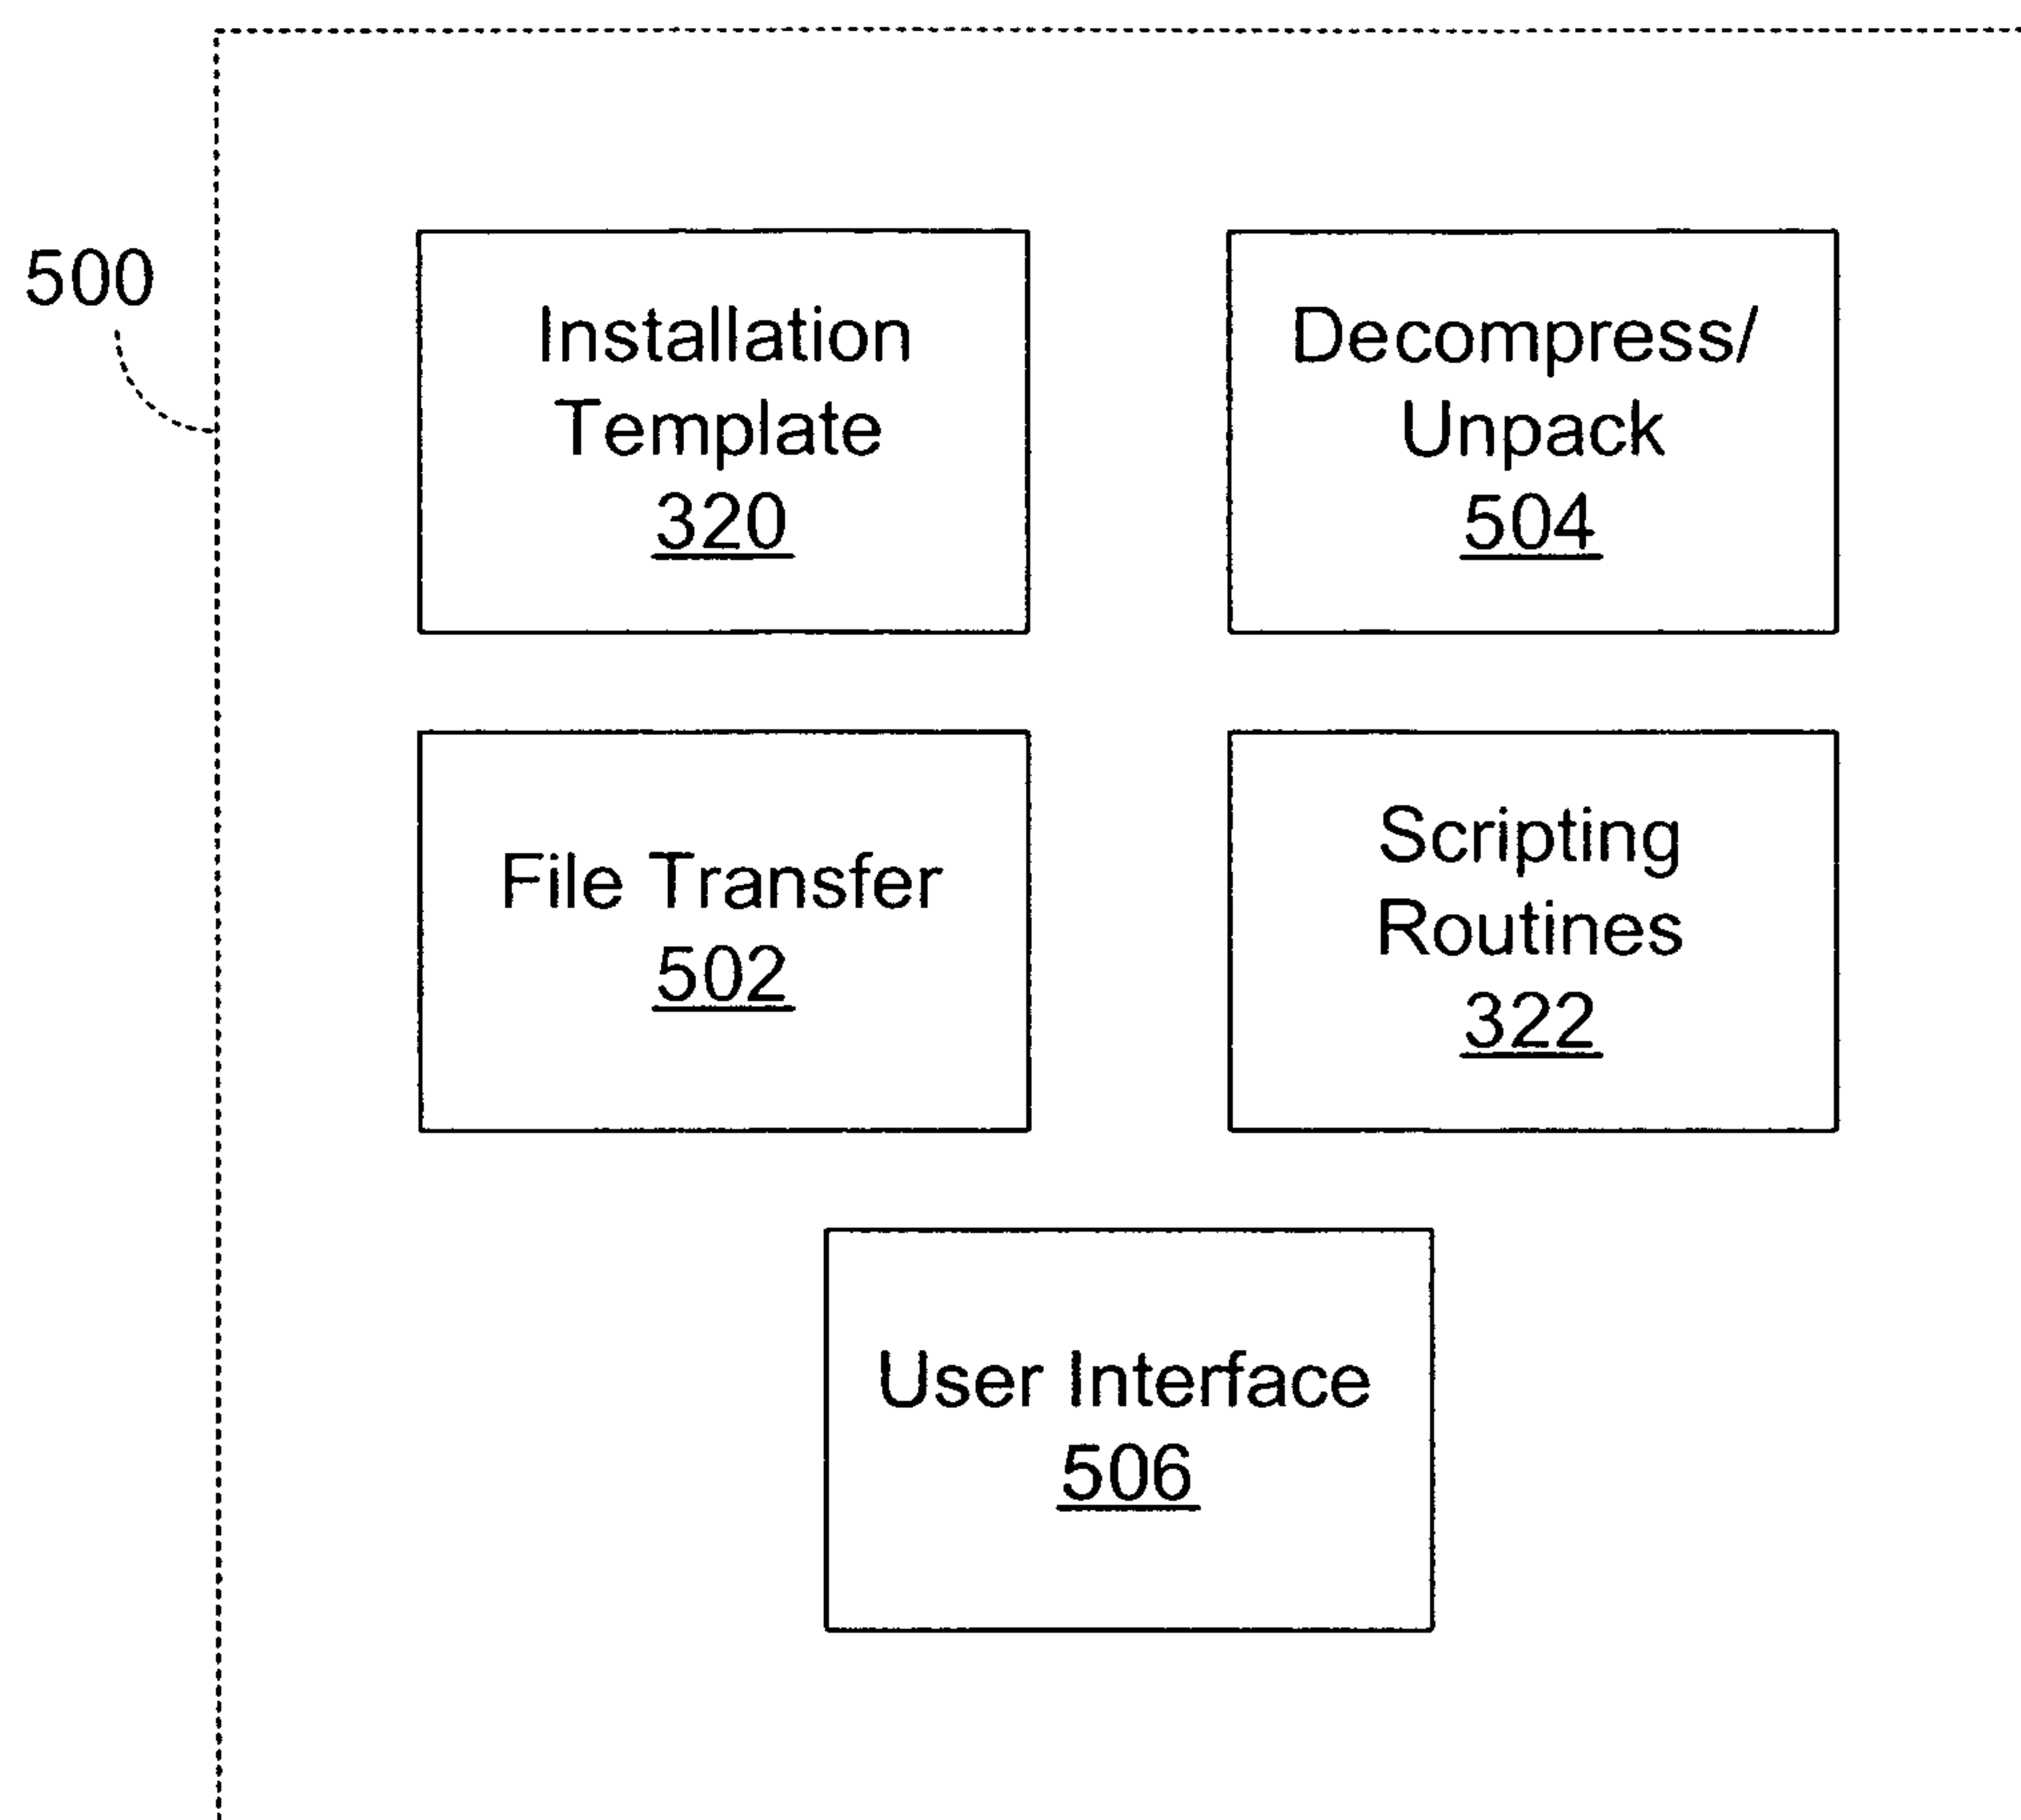 500
Installation
Template
320
Decompress/
Unpack
504
File Transfer
502
Scripting
Routines
322
User Interface
506